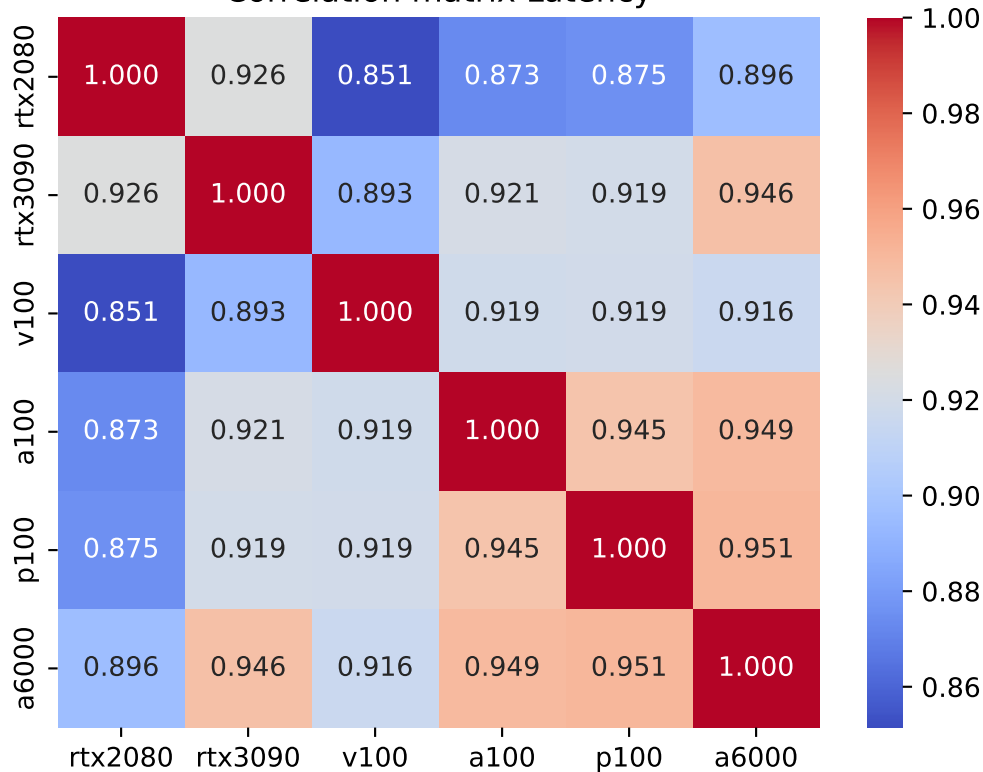 Correlation matrix Latency
rtx2080 1.000 0.926 0.851 0.873 0.875 0.896
rtx3090 0.926 1.000 0.893 0.921 0.919 0.946
v100 0.851 0.893 1.000 0.919 0.919 0.916
a100 0.873 0.921 0.919 1.000 0.945 0.949
p100 0.875 0.919 0.919 0.945 1.000 0.951
a6000 0.896 0.946 0.916 0.949 0.951 1.000
rtx2080 rtx3090 v100 a100 p100 a6000
1.00
0.98
0.96
0.94
0.92
0.90
0.88
0.86